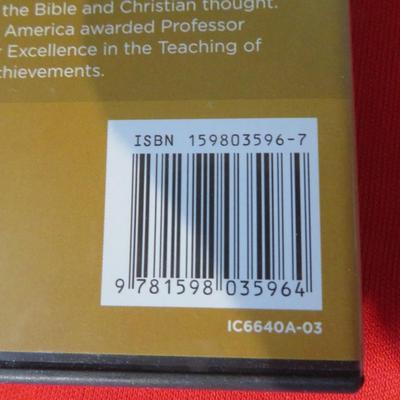 the Bible and Christian thought.
America awarded Professor
Excellence in the Teaching of
chievements.
ISBN 159803596-7
9 781598 035964
IC6640A-03